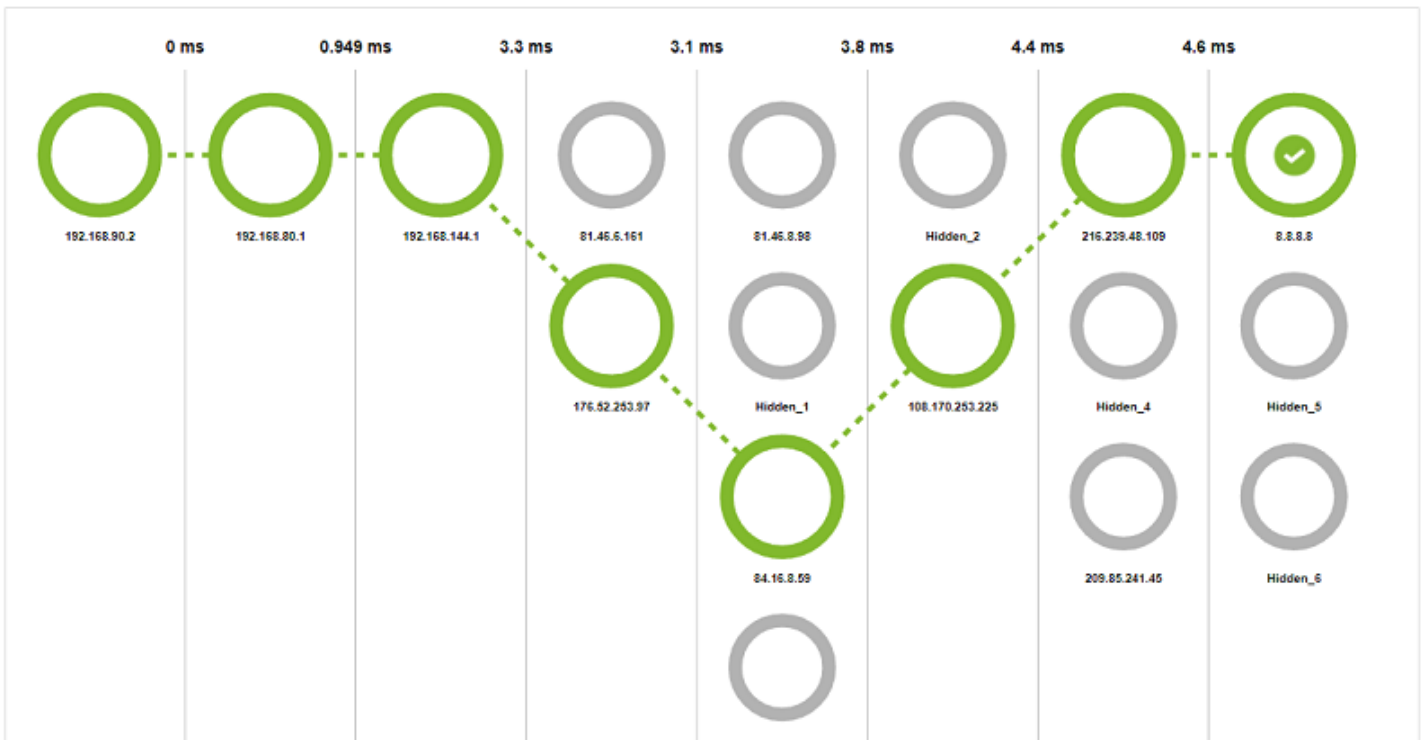 0 ms 0.949 ms 3.3 ms 3.1 ms 3.8 ms 4.4 ms 4.6 ms
192.168.90.2 192.168.80.1 192.168.144.1 81.46.6.161 81.46.8.98 Hidden_2 216.239.48.109 8.8.8.8
176.52.253.97 Hidden_1 108.170.253.225 Hidden_4 Hidden_5
84.16.8.59 209.85.241.45 Hidden_6